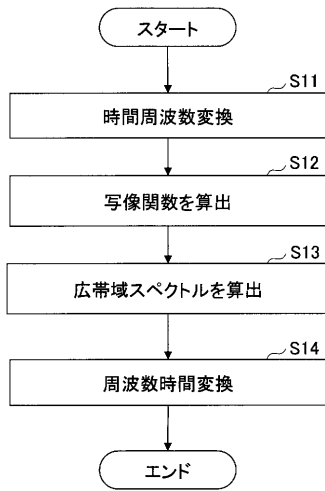 スタート
S11
時間周波数変換
S12
写像関数を算出
S13
広帯域スペクトルを算出
S14
周波数時間変換
エンド